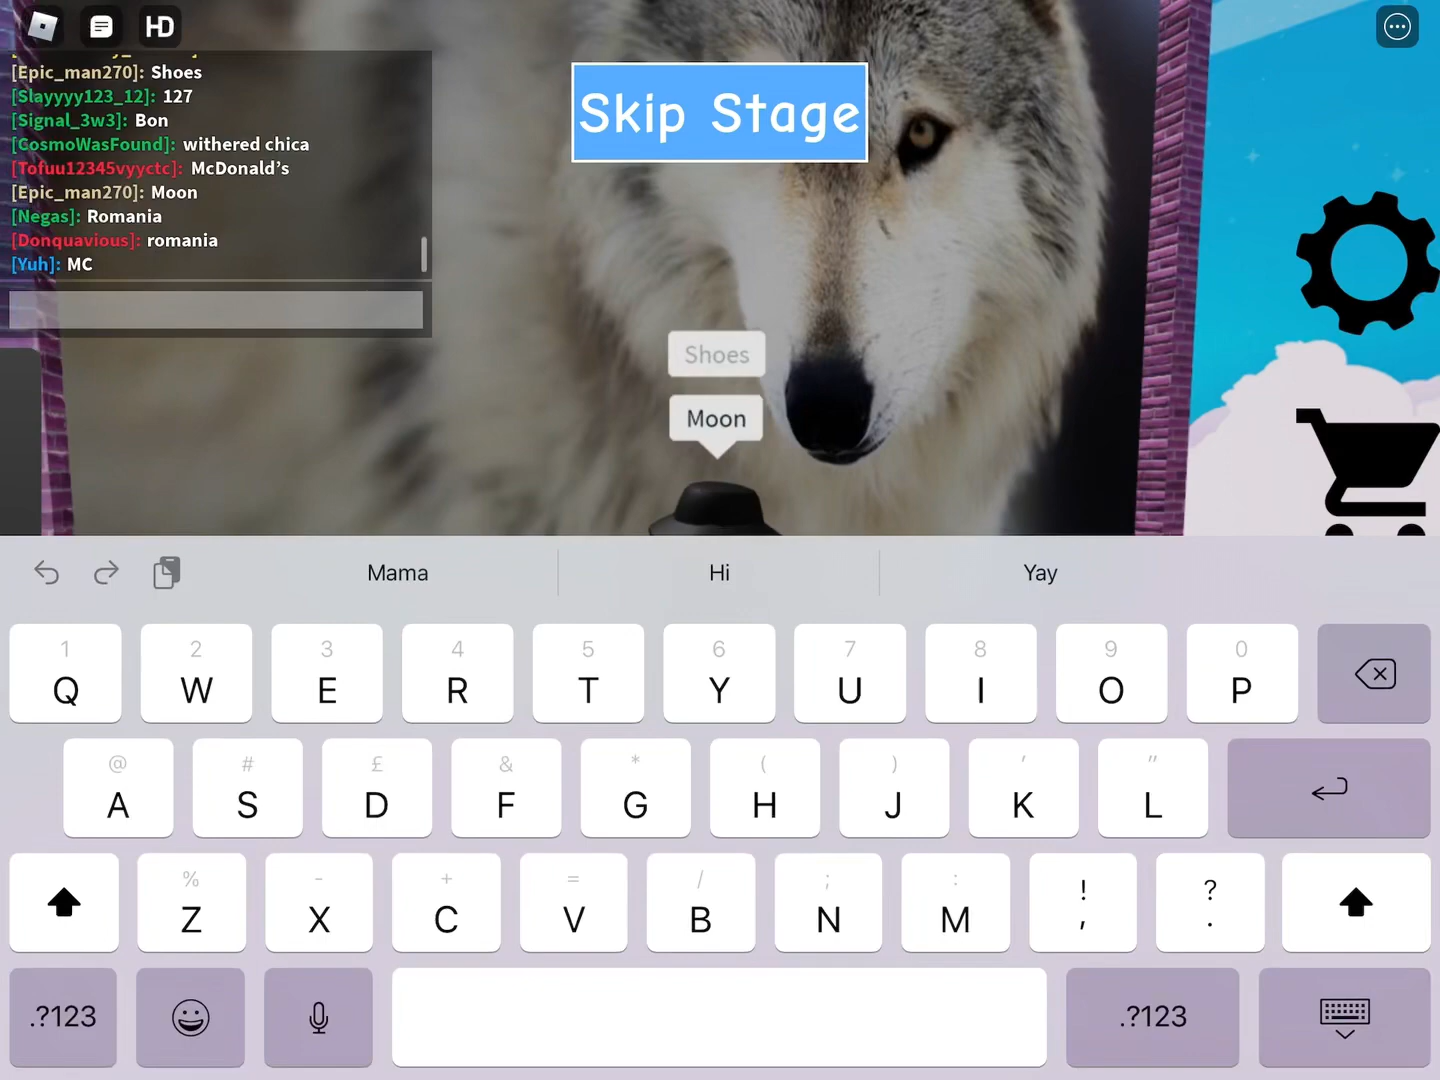 HD
[Epic_man270]: Shoes
[Slayyyy123_12]: 127
[Signal_3w3]: Bon
[CosmoWasFound]: withered chica
[Tofuu12345vyyctc]: McDonald’s
[Epic_man270]: Moon
[Negas]: Romania
[Donquavious]: romania
[Yuh]: MC
Skip Stage
Shoes
Moon
Mama Hi Yay
1 2 3 4 5 6 7 8 9 0
Q W E R T Y U I O P
@ # £ & * ( ) ' "
A S D F G H J K L
% - + = / ; : ! ?
Z X C V B N M , .
.?123 .?123